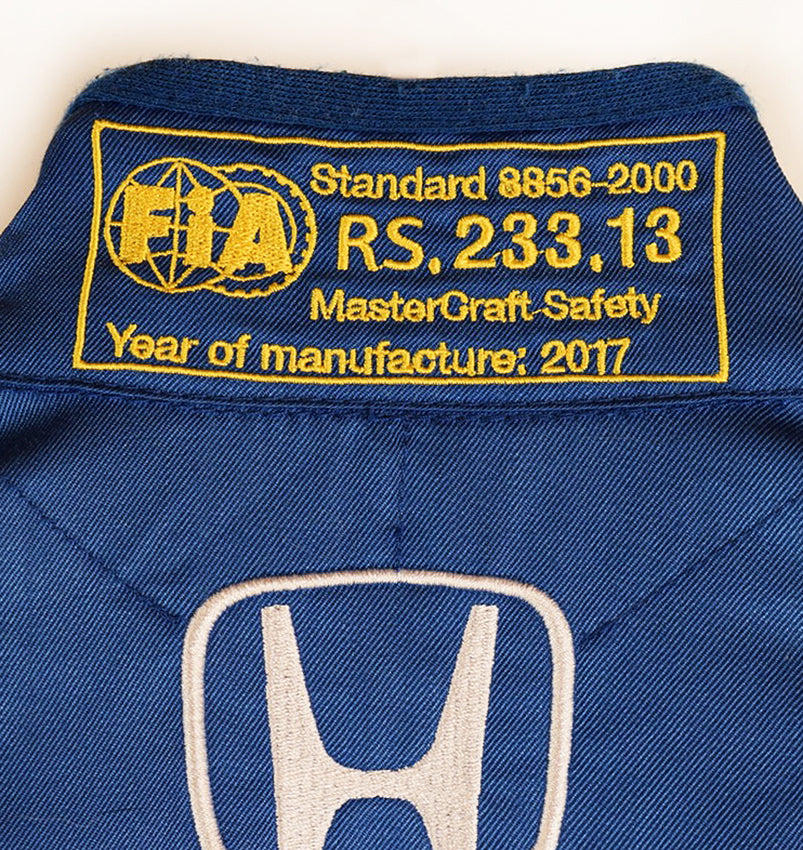 FiA
Standard 8856-2000
RS.233.13
MasterCraft Safety
Year of manufacture: 2017